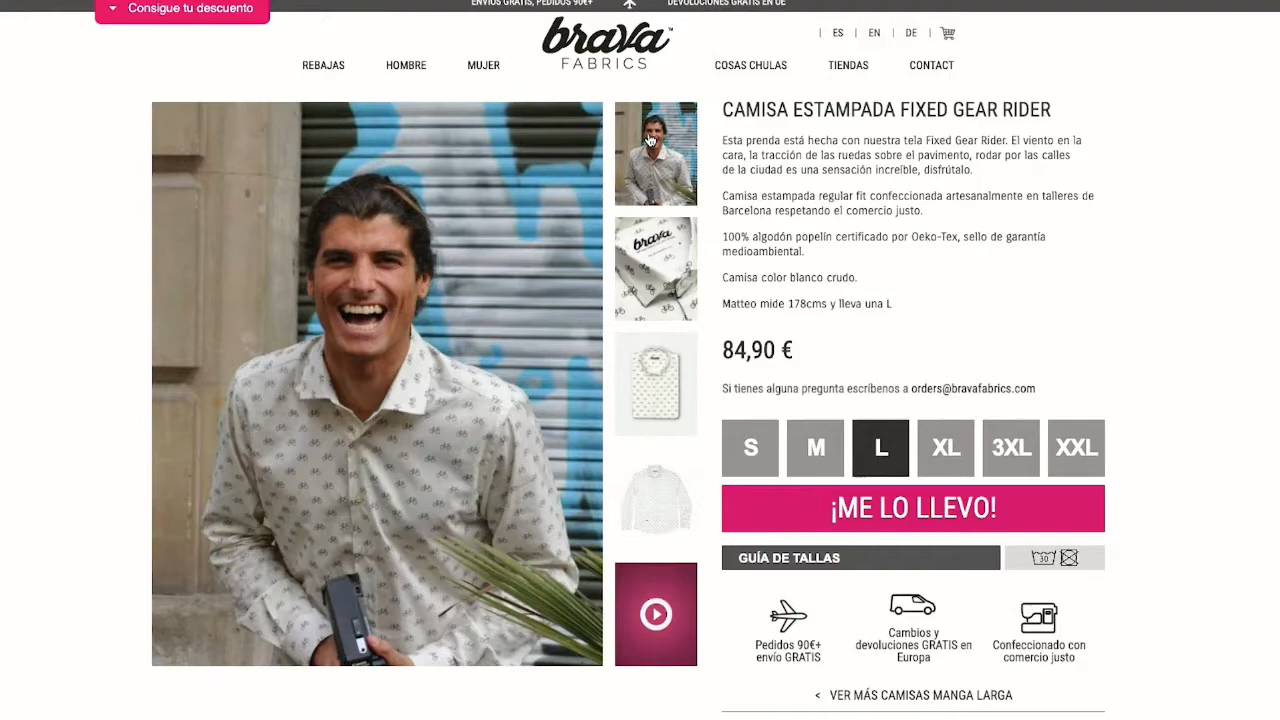 Consigue tu descuento
ENVÍOS GRATIS, PEDIDOS 90€+
DEVOLUCIONES GRATIS EN UE
brava™
FABRICS
| ES | EN | DE |
REBAJAS
HOMBRE
MUJER
COSAS CHULAS
TIENDAS
CONTACT
brava
CAMISA ESTAMPADA FIXED GEAR RIDER
Esta prenda está hecha con nuestra tela Fixed Gear Rider. El viento en la
cara, la tracción de las ruedas sobre el pavimento, rodar por las calles
de la ciudad es una sensación increíble, disfrútalo.
Camisa estampada regular fit confeccionada artesanalmente en talleres de
Barcelona respetando el comercio justo.
100% algodón popelín certificado por Oeko-Tex, sello de garantía
medioambiental.
Camisa color blanco crudo.
Matteo mide 178cms y lleva una L
84,90 €
Si tienes alguna pregunta escríbenos a orders@bravafabrics.com
S
M
L
XL
3XL
XXL
¡ME LO LLEVO!
GUÍA DE TALLAS
30
Pedidos 90€+
envío GRATIS
Cambios y
devoluciones GRATIS en
Europa
Confeccionado con
comercio justo
< VER MÁS CAMISAS MANGA LARGA